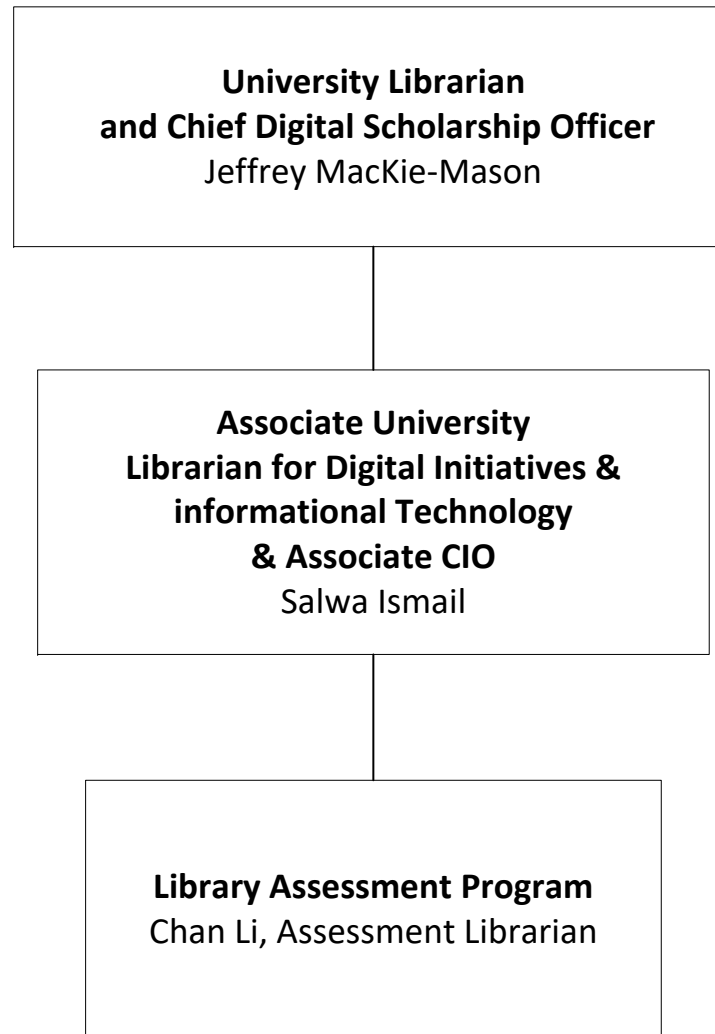 University Librarian
and Chief Digital Scholarship Officer
Jeffrey MacKie-Mason
Associate University
Librarian for Digital Initiatives &
informational Technology
& Associate CIO
Salwa Ismail
Library Assessment Program
Chan Li, Assessment Librarian